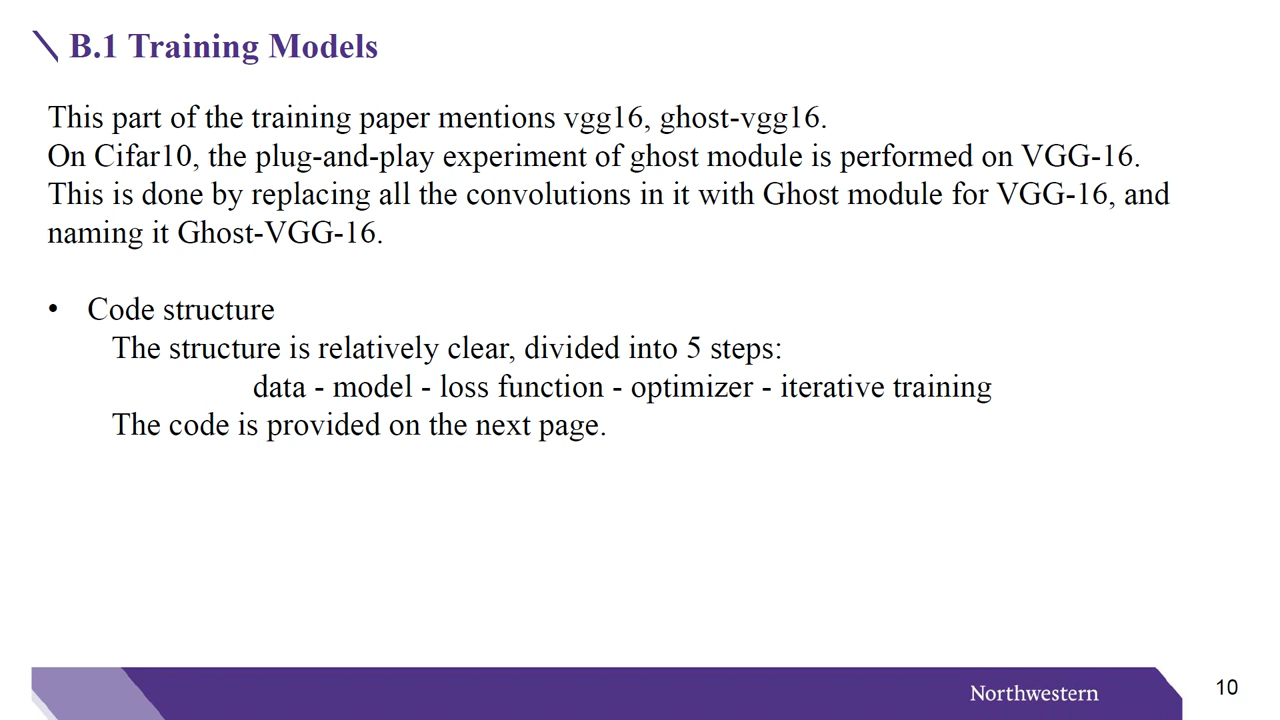 B.1 Training Models
This part of the training paper mentions vgg16, ghost-vgg16.
On Cifar10, the plug-and-play experiment of ghost module is performed on VGG-16.
This is done by replacing all the convolutions in it with Ghost module for VGG-16, and
naming it Ghost-VGG-16.
• Code structure
The structure is relatively clear, divided into 5 steps:
data - model - loss function - optimizer - iterative training
The code is provided on the next page.
Northwestern
10